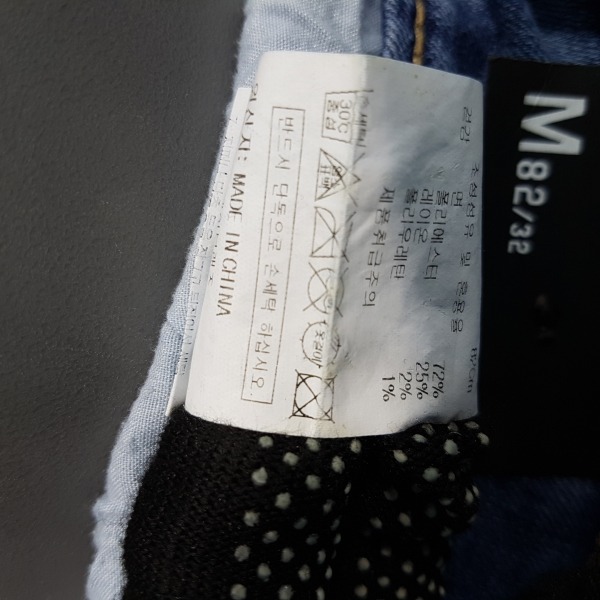 M
82/32
조성섬유 및 혼용율
면 72%
폴리에스터 25%
레이온 2%
폴리우레탄 1%
제품취급주의
30℃
중성
반드시 단독으로 손세탁 하십시오.
MADE IN CHINA